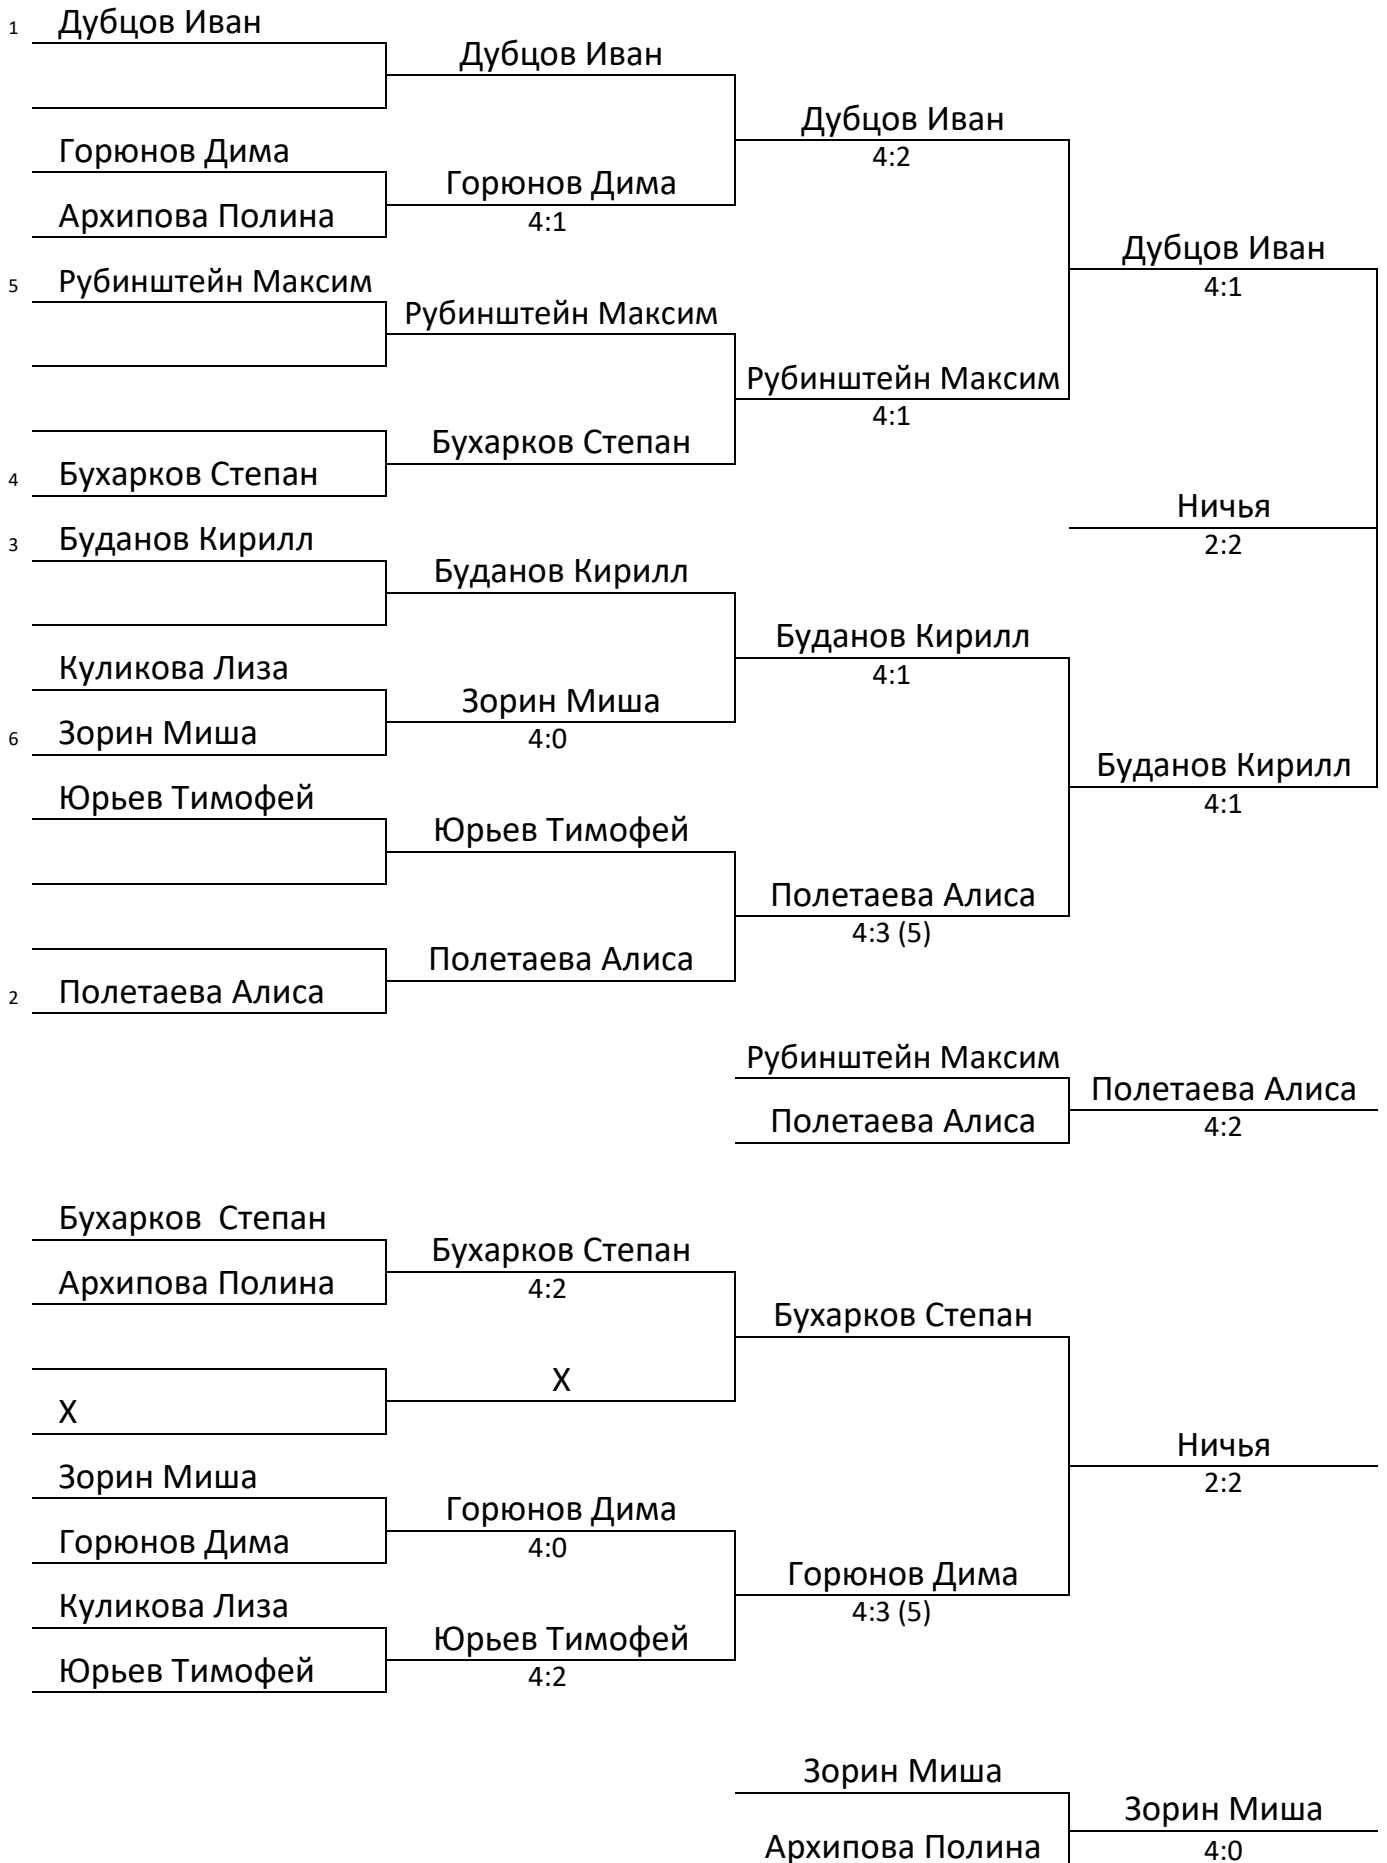 1 Дубцов Иван
Дубцов Иван
Дубцов Иван
4:2
Горюнов Дима
Горюнов Дима
4:1
Архипова Полина
Дубцов Иван
4:1
5 Рубинштейн Максим
Рубинштейн Максим
Рубинштейн Максим
4:1
Бухарков Степан
4 Бухарков Степан
Ничья
2:2
3 Буданов Кирилл
Буданов Кирилл
Буданов Кирилл
4:1
Куликова Лиза
Зорин Миша
4:0
6 Зорин Миша
Буданов Кирилл
4:1
Юрьев Тимофей
Юрьев Тимофей
Полетаева Алиса
4:3 (5)
Полетаева Алиса
2 Полетаева Алиса
Рубинштейн Максим
Полетаева Алиса
4:2
Полетаева Алиса
Бухарков  Степан
Бухарков Степан
4:2
Архипова Полина
Бухарков Степан
Х
Х
Ничья
2:2
Зорин Миша
Горюнов Дима
4:0
Горюнов Дима
Горюнов Дима
4:3 (5)
Куликова Лиза
Юрьев Тимофей
4:2
Юрьев Тимофей
Зорин Миша
Зорин Миша
4:0
Архипова Полина